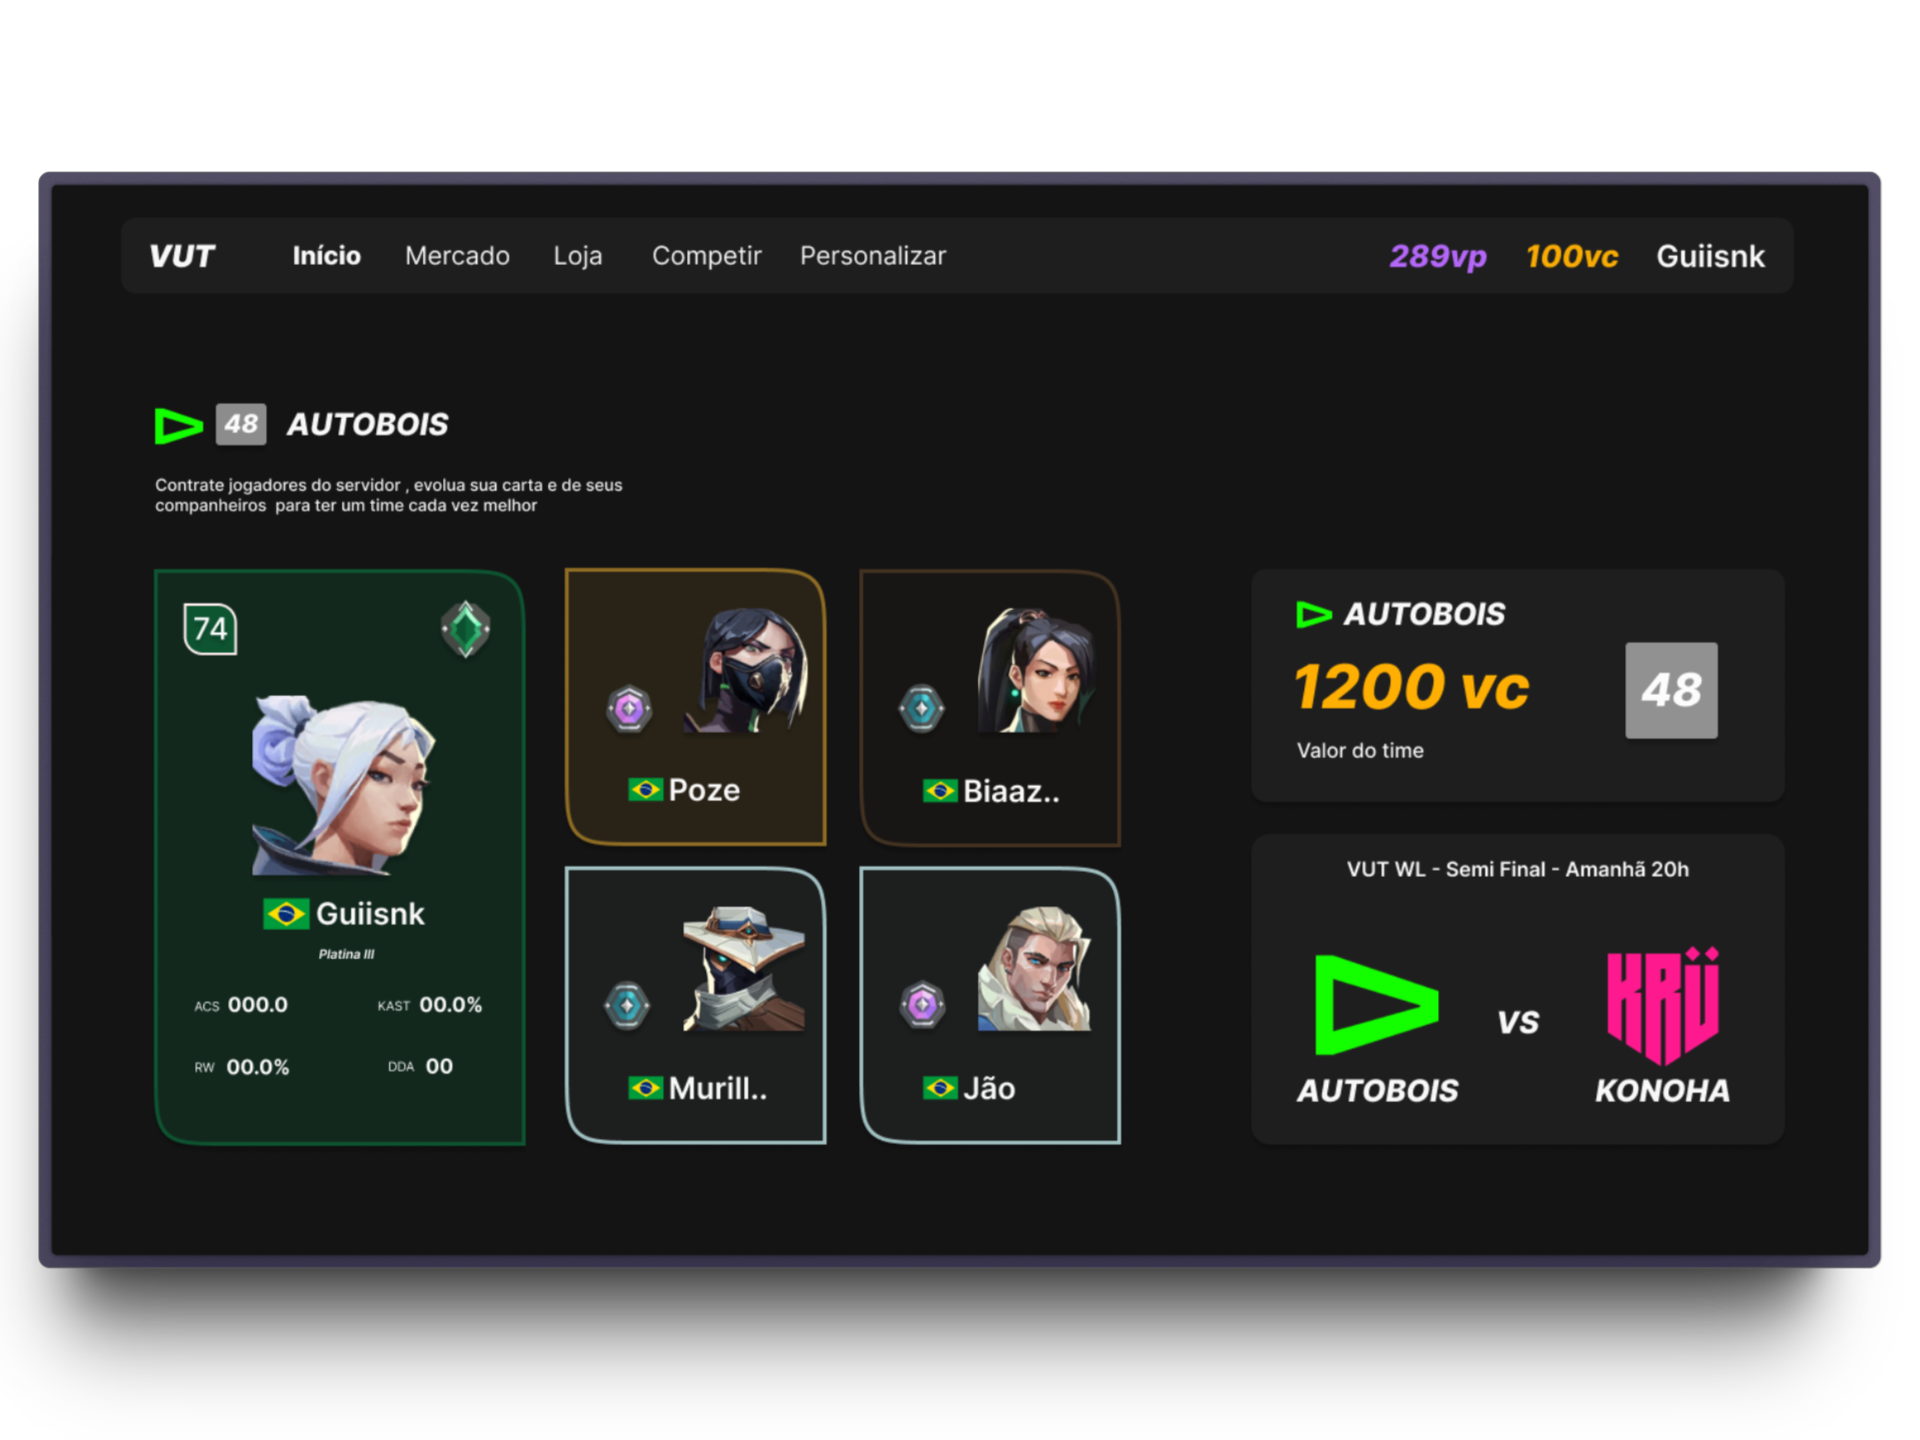 VUT Início Mercado Loja Competir Personalizar 289vp 100vc Guiisnk
48 AUTOBOIS
Contrate jogadores do servidor , evolua sua carta e de seus
companheiros para ter um time cada vez melhor
74
Guiisnk
Platina III
ACS 000.0 KAST 00.0%
RW 00.0% DDA 00
Poze
Biaaz..
Murill..
Jão
AUTOBOIS
1200 vc
48
Valor do time
VUT WL - Semi Final - Amanhã 20h
KRÜ
VS
AUTOBOIS
KONOHA